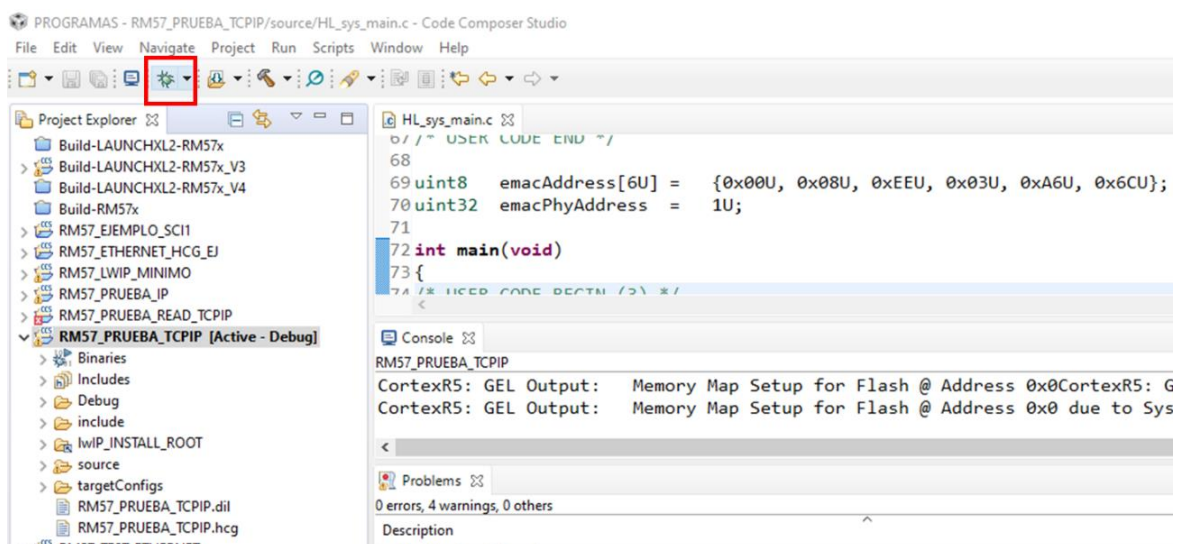 PROGRAMAS - RM57_PRUEBA_TCPIP/source/HL_sys_main.c - Code Composer Studio
File Edit View Navigate Project Run Scripts Window Help
Project Explorer
Build-LAUNCHXL2-RM57x
Build-LAUNCHXL2-RM57x_V3
Build-LAUNCHXL2-RM57x_V4
Build-RM57x
RM57_EJEMPLO_SCI1
RM57_ETHERNET_HCG_EJ
RM57_LWIP_MINIMO
RM57_PRUEBA_IP
RM57_PRUEBA_READ_TCPIP
RM57_PRUEBA_TCPIP [Active - Debug]
Binaries
Includes
Debug
include
lwIP_INSTALL_ROOT
source
targetConfigs
RM57_PRUEBA_TCPIP.dil
RM57_PRUEBA_TCPIP.hcg
HL_sys_main.c
67 /* USER CODE END */
68
69 uint8 emacAddress[6U] = {0x00U, 0x08U, 0xEEU, 0x03U, 0xA6U, 0x6CU};
70 uint32 emacPhyAddress = 1U;
71
72 int main(void)
73 {
74 /* USER CODE BEGIN (3) */
Console
RM57_PRUEBA_TCPIP
CortexR5: GEL Output: Memory Map Setup for Flash @ Address 0x0CortexR5: G
CortexR5: GEL Output: Memory Map Setup for Flash @ Address 0x0 due to Sys
Problems
0 errors, 4 warnings, 0 others
Description